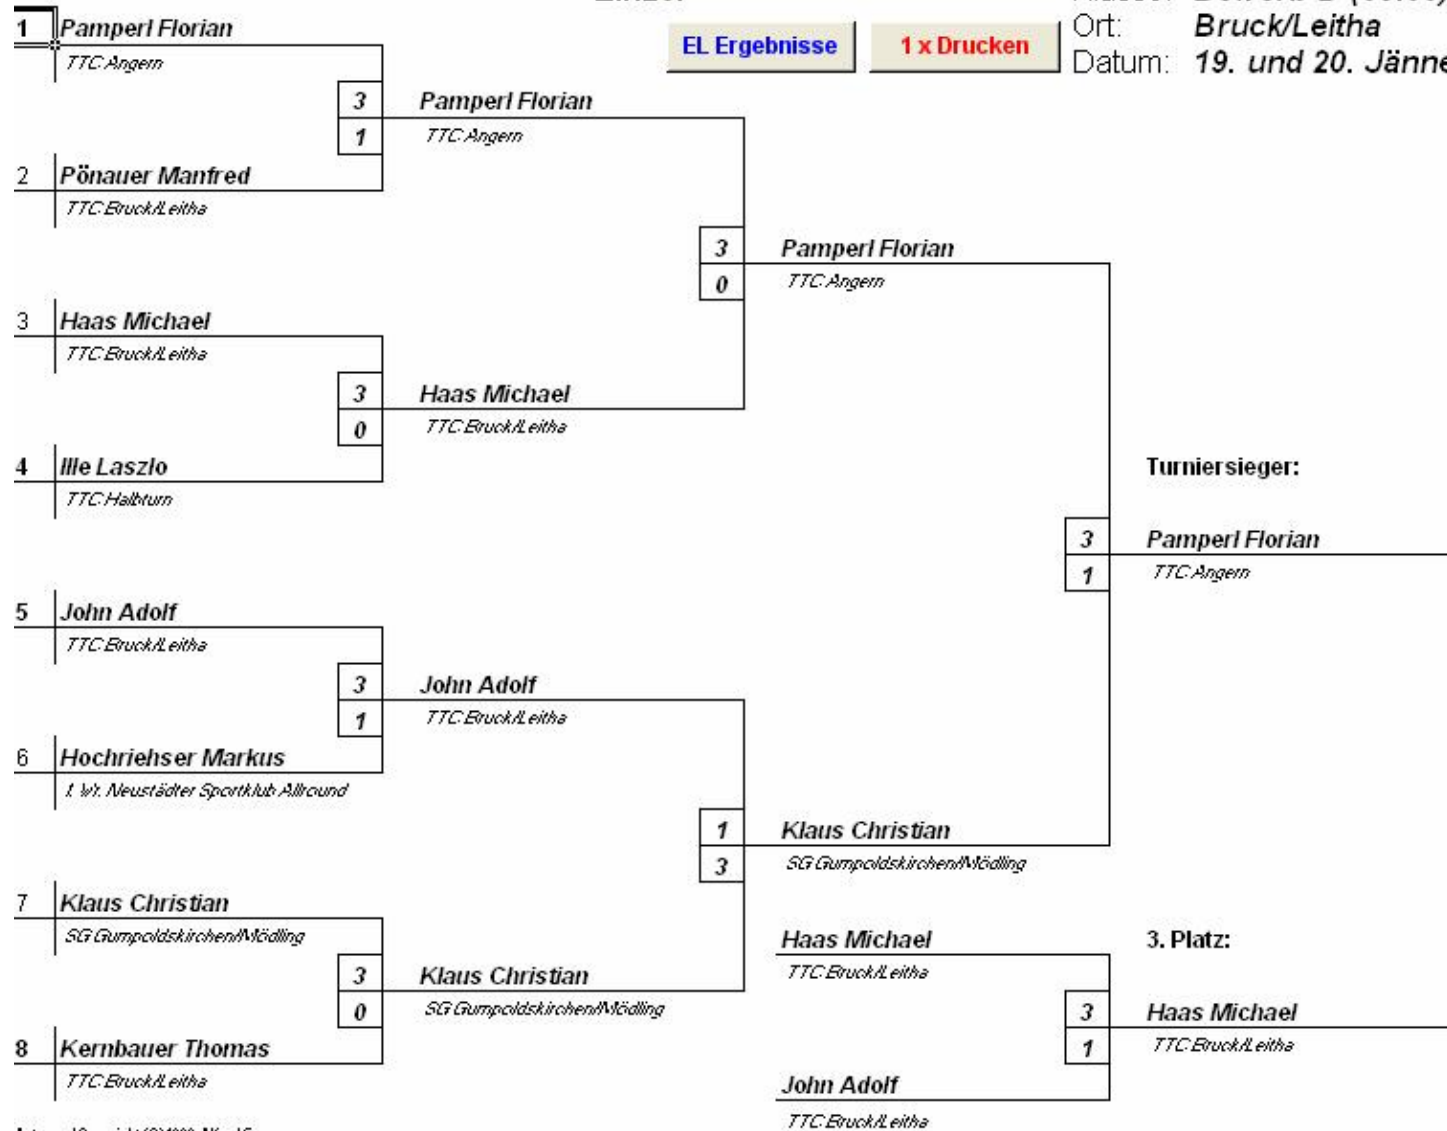 EL Ergebnisse
1 x Drucken
Ort: Bruck/Leitha
Datum: 19. und 20. Jänne
1 Pamperl Florian
TTC Angern
3 Pamperl Florian
1 TTC Angern
2 Pönauer Manfred
TTC Bruck/Leitha
3 Pamperl Florian
0 TTC Angern
3 Haas Michael
TTC Bruck/Leitha
3 Haas Michael
0 TTC Bruck/Leitha
4 Ille Laszlo
TTC Halbturn
Turniersieger:
3 Pamperl Florian
1 TTC Angern
5 John Adolf
TTC Bruck/Leitha
3 John Adolf
1 TTC Bruck/Leitha
6 Hochriehser Markus
1. Wr. Neustädter Sportklub Allround
1 Klaus Christian
3 SG Gumpoldskirchen/Mödling
7 Klaus Christian
SG Gumpoldskirchen/Mödling
3 Klaus Christian
0 SG Gumpoldskirchen/Mödling
8 Kernbauer Thomas
TTC Bruck/Leitha
Haas Michael
TTC Bruck/Leitha
3. Platz:
3 Haas Michael
1 TTC Bruck/Leitha
John Adolf
TTC Bruck/Leitha